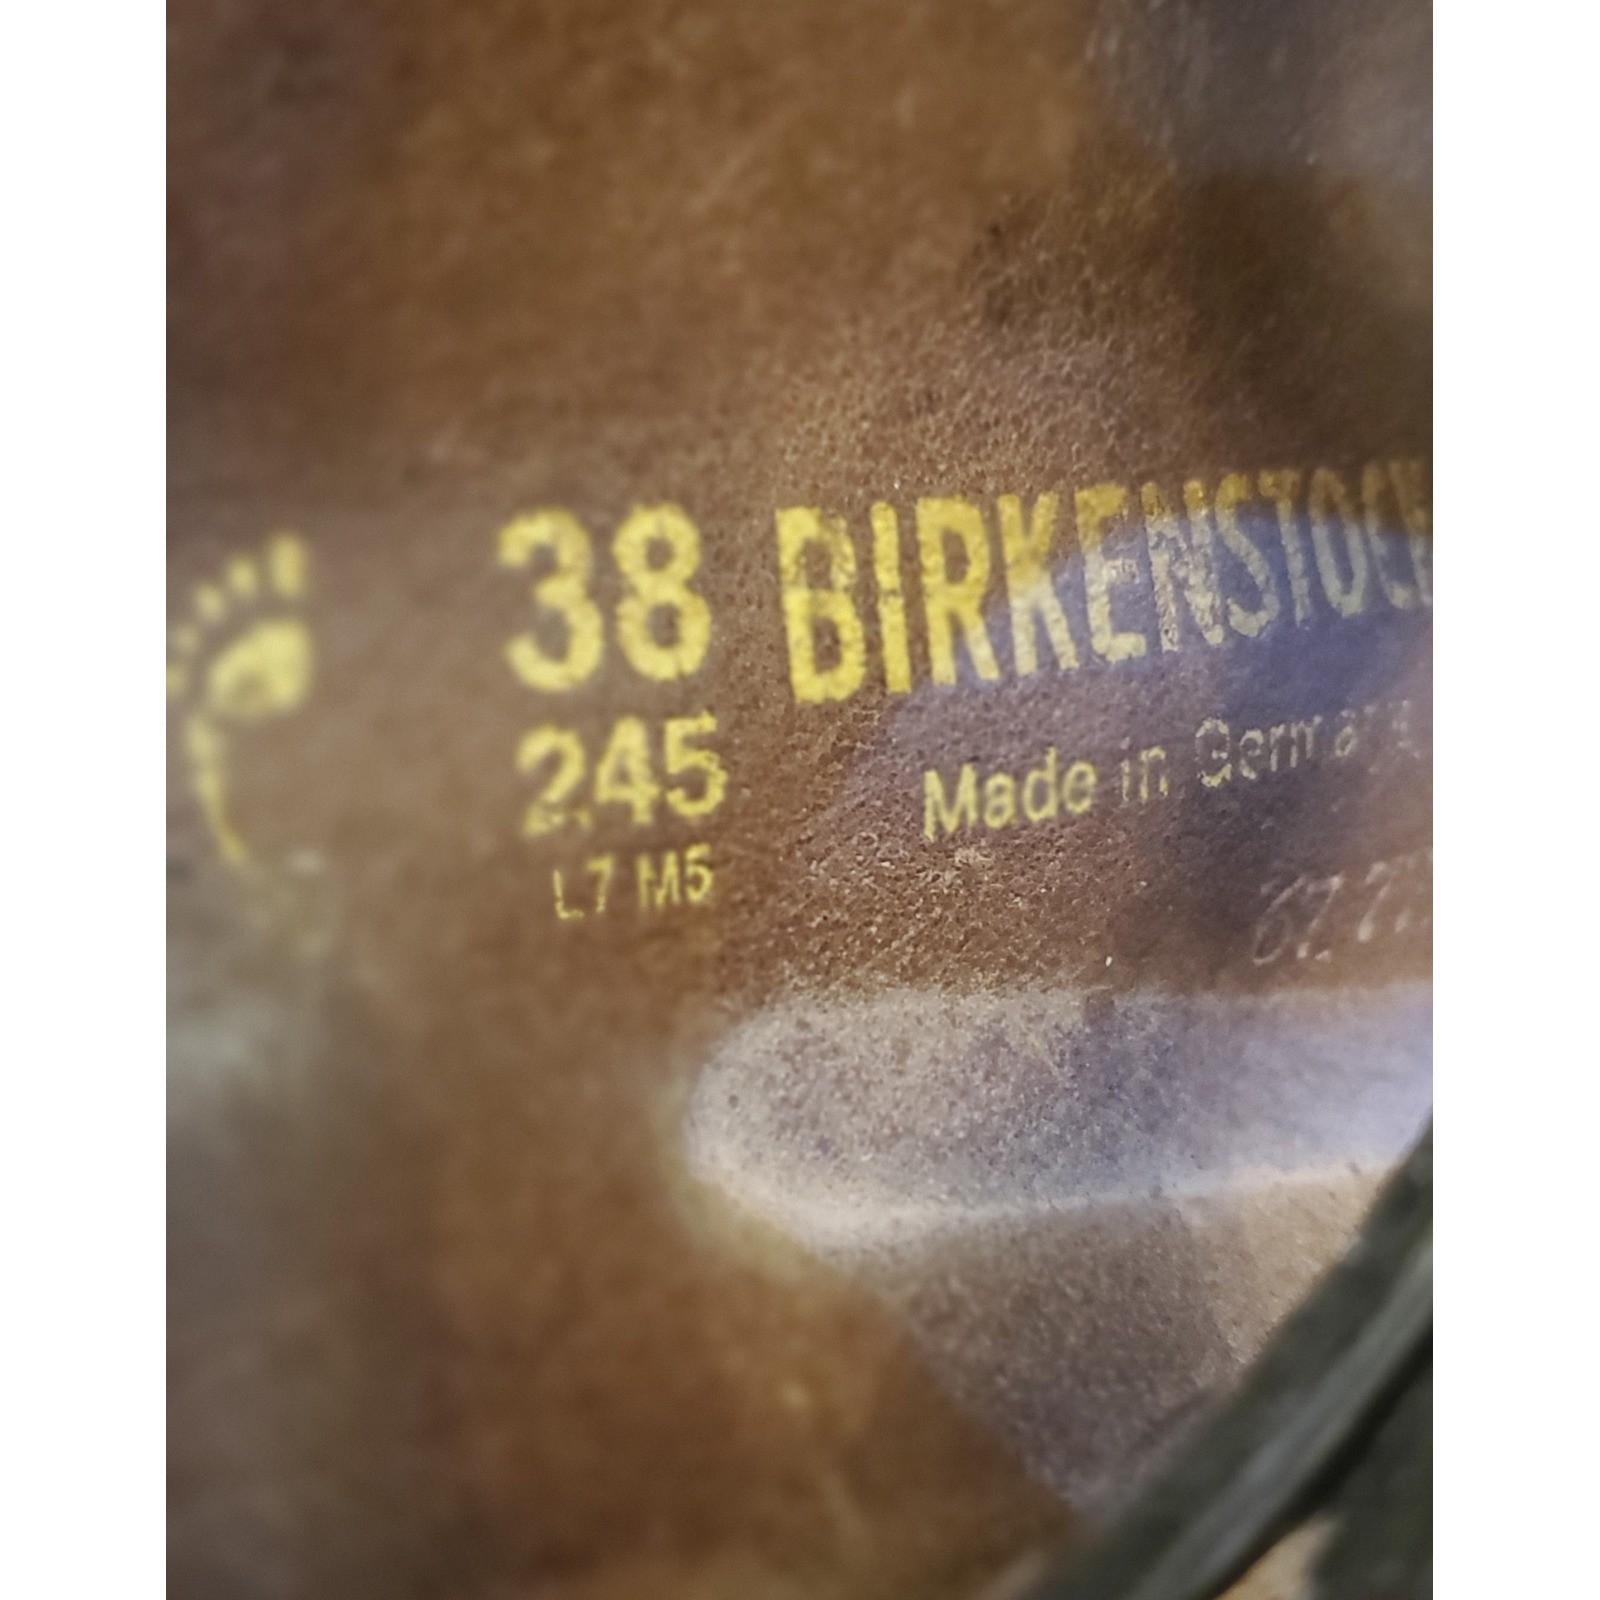 38 BIRKENSTOCK
245
Made in Germany
L7 M5